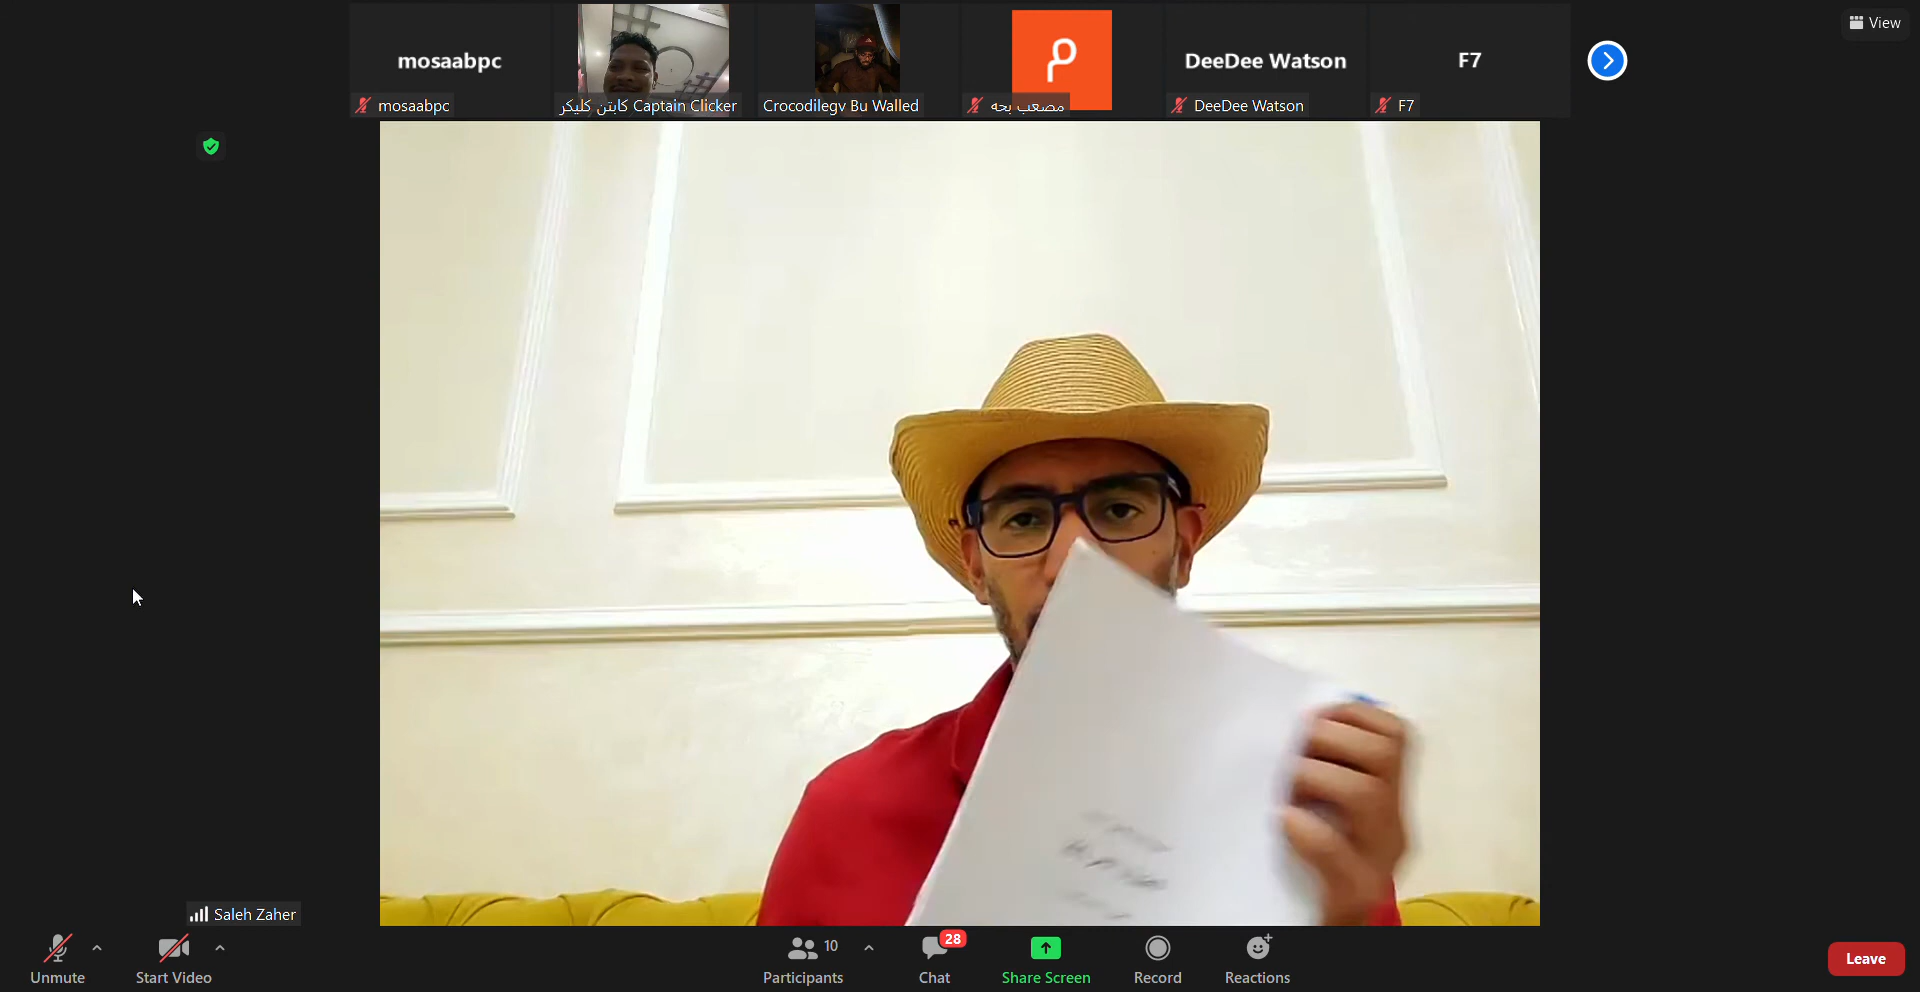 mosaabpc
DeeDee Watson
F7
View
mosaabpc
كابتن كليكر Captain Clicker
Crocodilegv Bu Walled
مصعب بحه
DeeDee Watson
F7
م
Saleh Zaher
Unmute
Start Video
10
Participants
28
Chat
Share Screen
Record
Reactions
Leave